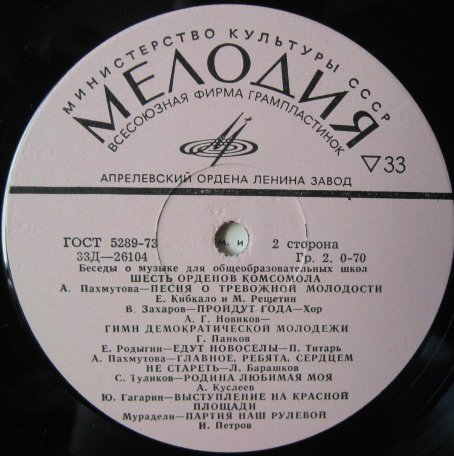 МИНИСТЕРСТВО КУЛЬТУРЫ СССР
МЕЛОДИЯ
ВСЕСОЮЗНАЯ ФИРМА ГРАМПЛАСТИНОК
▽33
АПРЕЛЕВСКИЙ ОРДЕНА ЛЕНИНА ЗАВОД
ГОСТ 5289-73 М. И 2 сторона
33Д—26104 Гр. 2. 0-70
Беседы о музыке для общеобразовательных школ
ШЕСТЬ ОРДЕНОВ КОМСОМОЛА
А. Пахмутова—ПЕСНЯ О ТРЕВОЖНОЙ МОЛОДОСТИ
Е. Кибкало и М. Решетин
В. Захаров—ПРОЙДУТ ГОДА—Хор
А. Г. Новиков—
ГИМН ДЕМОКРАТИЧЕСКОЙ МОЛОДЕЖИ
Г. Панков
Е. Родыгин—ЕДУТ НОВОСЕЛЫ—П. Титарь
А. Пахмутова—ГЛАВНОЕ, РЕБЯТА, СЕРДЦЕМ
НЕ СТАРЕТЬ—Л. Барашков
С. Туликов—РОДИНА ЛЮБИМАЯ МОЯ
А. Куслеев
Ю. Гагарин—ВЫСТУПЛЕНИЕ НА КРАСНОЙ
ПЛОЩАДИ
Мурадели—ПАРТИЯ НАШ РУЛЕВОЙ
И. Петров